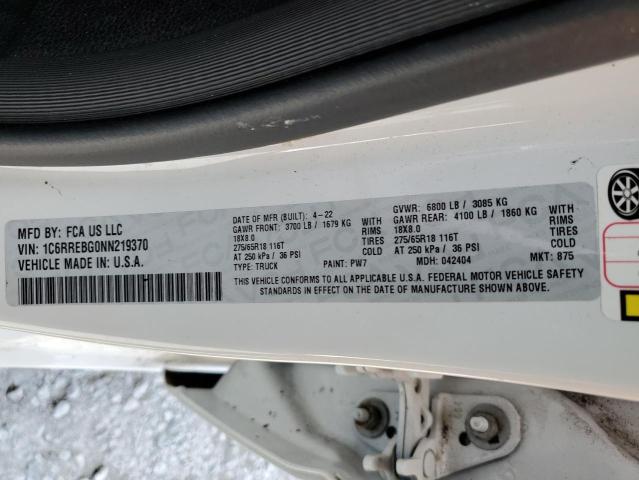 MFD BY: FCA US LLC
VIN: 1C6RREBG0NN219370
VEHICLE MADE IN: U.S.A.
DATE OF MFR (BUILT): 4-22
GAWR FRONT: 3700 LB / 1679 KG
WITH
18X8.0 RIMS
275/65R18 116T TIRES
AT 250 kPa / 36 PSI COLD
TYPE: TRUCK PAINT: PW7
GVWR: 6800 LB / 3085 KG
GAWR REAR: 4100 LB / 1860 KG
WITH
18X8.0 RIMS
275/65R18 116T TIRES
AT 250 kPa / 36 PSI COLD
MDH: 042404 MKT: 875
THIS VEHICLE CONFORMS TO ALL APPLICABLE U.S.A. FEDERAL MOTOR VEHICLE SAFETY
STANDARDS IN EFFECT ON THE DATE OF MANUFACTURE SHOWN ABOVE.